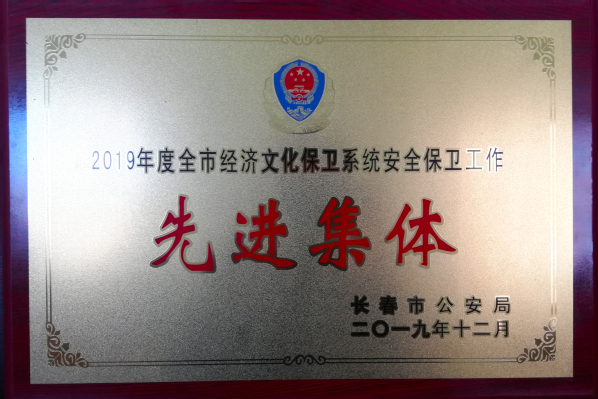 2019年度全市经济文化保卫系统安全保卫工作
先进集体
长春市公安局
二〇一九年十二月